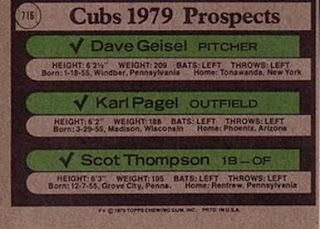 716
Cubs 1979 Prospects
✓ Dave Geisel PITCHER
HEIGHT: 6'2½" WEIGHT: 209 BATS: LEFT THROWS: LEFT
Born: 1-18-55, Windber, Pennsylvania Home: Tonawanda, New York
✓ Karl Pagel OUTFIELD
HEIGHT: 6'2" WEIGHT: 188 BATS: LEFT THROWS: LEFT
Born: 3-29-55, Madison, Wisconsin Home: Phoenix, Arizona
✓ Scot Thompson 1B-OF
HEIGHT: 6'3" WEIGHT: 195 BATS: LEFT THROWS: LEFT
Born: 12-7-55, Grove City, Penna. Home: Renfrew, Pennsylvania
© 1979 TOPPS CHEWING GUM, INC. PRTD. IN U.S.A.